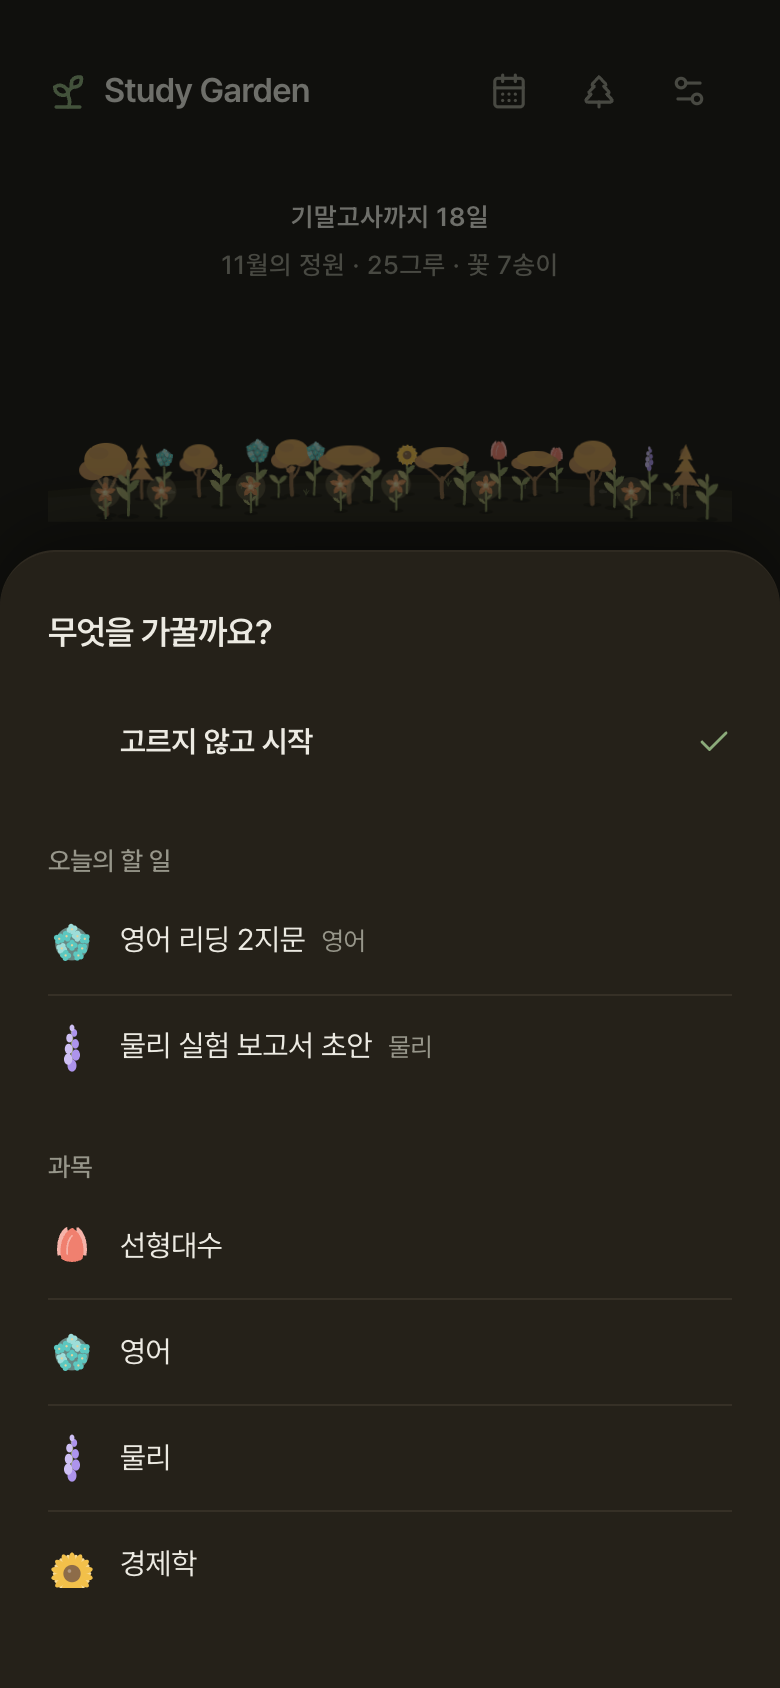 Study Garden
기말고사까지 18일
11월의 정원 · 25그루 · 꽃 7송이
무엇을 가꿀까요?
고르지 않고 시작
오늘의 할 일
영어 리딩 2지문 영어
물리 실험 보고서 초안 물리
과목
선형대수
영어
물리
경제학